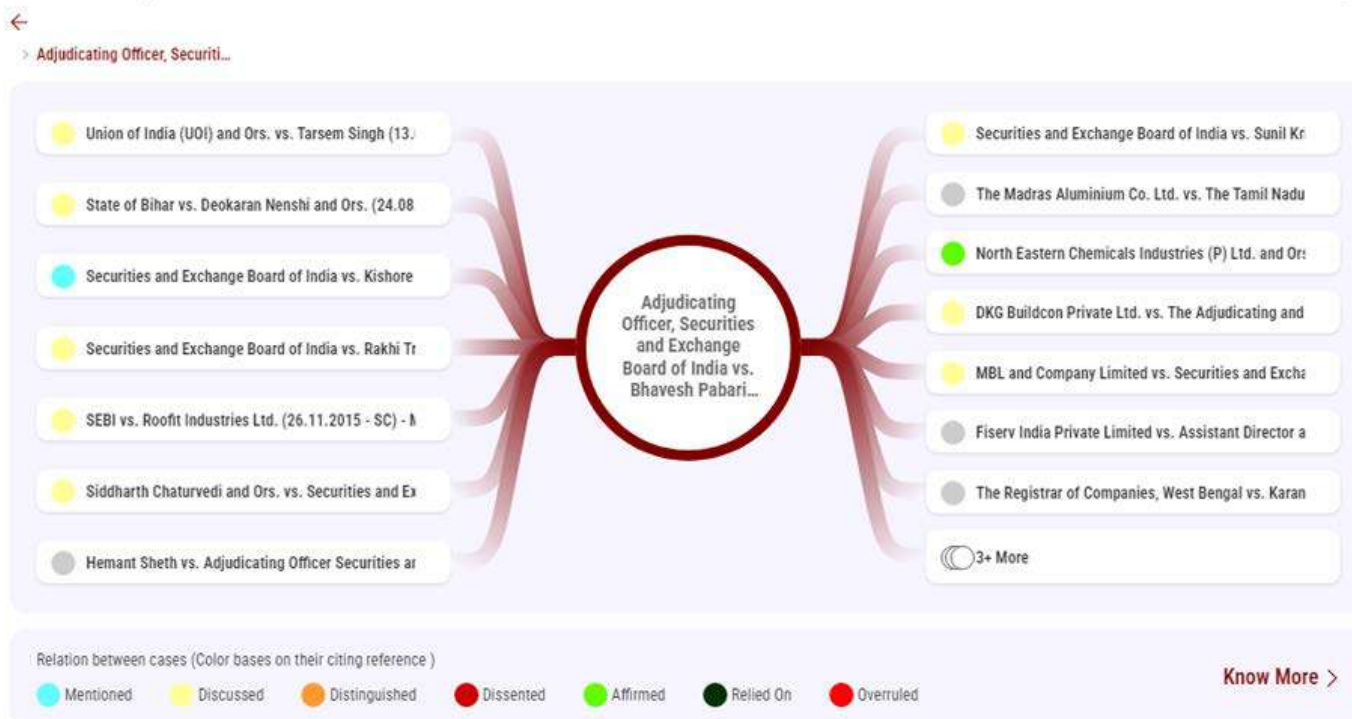 Adjudicating Officer, Securiti...
Union of India (UOI) and Ors. vs. Tarsem Singh (13.
State of Bihar vs. Deokaran Nenshi and Ors. (24.08
Securities and Exchange Board of India vs. Kishore
Securities and Exchange Board of India vs. Rakhi Tr
SEBI vs. Roofit Industries Ltd. (26.11.2015 - SC) - M
Siddharth Chaturvedi and Ors. vs. Securities and Ex
Hemant Sheth vs. Adjudicating Officer Securities ar
Adjudicating
Officer, Securities
and Exchange
Board of India vs.
Bhavesh Pabari...
Securities and Exchange Board of India vs. Sunil Kr
The Madras Aluminium Co. Ltd. vs. The Tamil Nadu
North Eastern Chemicals Industries (P) Ltd. and Ors
DKG Buildcon Private Ltd. vs. The Adjudicating and
MBL and Company Limited vs. Securities and Excha
Fiserv India Private Limited vs. Assistant Director a
The Registrar of Companies, West Bengal vs. Karan
3+ More
Relation between cases (Color bases on their citing reference )
Mentioned Discussed Distinguished Dissented Affirmed Relied On Overruled
Know More >